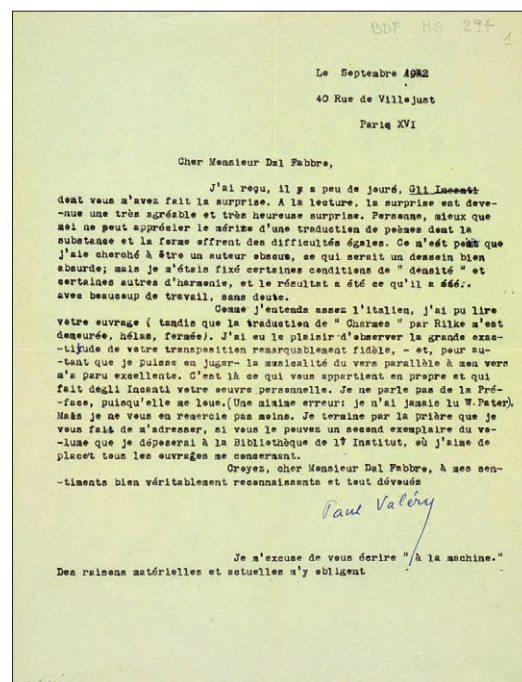 BDF MS 294
1
Le Septembre 1942
40 Rue de Villejust
Pariq XVI
Cher Monsieur Dal Fabbro,
J'ai reçu, il y a peu de jouré, Gli Incanti
dont vous m'avez fait la surprise. A la lecture, la surprise est deve-
-nue une très agréable et très heureuse surprise. Personne, mieux que
moi ne peut apprécier le mérite d'une traduction de poèmes dont la
substance et la forme offrent des difficultés égales. Ce n'est point que
j'aie cherché à être un auteur obscur, ce qui serait un dessein bien
absurde; mais je m'étais fixé certaines conditions de " densité " et
certaines autres d'harmonie, et le résultat a été ce qu'il a été..
avec beaucoup de travail, sans doute.
Comme j'entends assez l'italien, j'ai pu lire
votre ouvrage ( tandis que la traduction de " Charmes " par Rilke m'est
demeurée, hélas, fermée). J'ai eu le plaisir d'observer la grande exac-
-titude de votre transposition remarquablement fidèle, - et, pour au-
-tant que je puisse en juger- la musicalité du vers parallèle à mon vers
m'a paru excellente. C'est là ce qui vous appartient en propre et qui
fait degli Incanti votre oeuvre personnelle. Je ne parle pas de la Pré-
-face, puisqu'elle me loue. (Une minime erreur: je n'ai jamais lu W.Pater).
Mais je ne vous en remercie pas moins. Je termine par la prière que je
vous fait de m'adresser, si vous le pouvez un second exemplaire du vo-
-lume que je déposerai à la Bibliothèque de l' Institut, où j'aime de
placet tous les ouvrages me concernant.
Croyez, cher Monsieur Dal Fabbro, à mes sen-
-timents bien véritablement reconnaissants et tout dévoués
Paul Valéry
Je m'excuse de vous écrire " à la machine."
Des raisons matérielles et actuelles m'y obligent